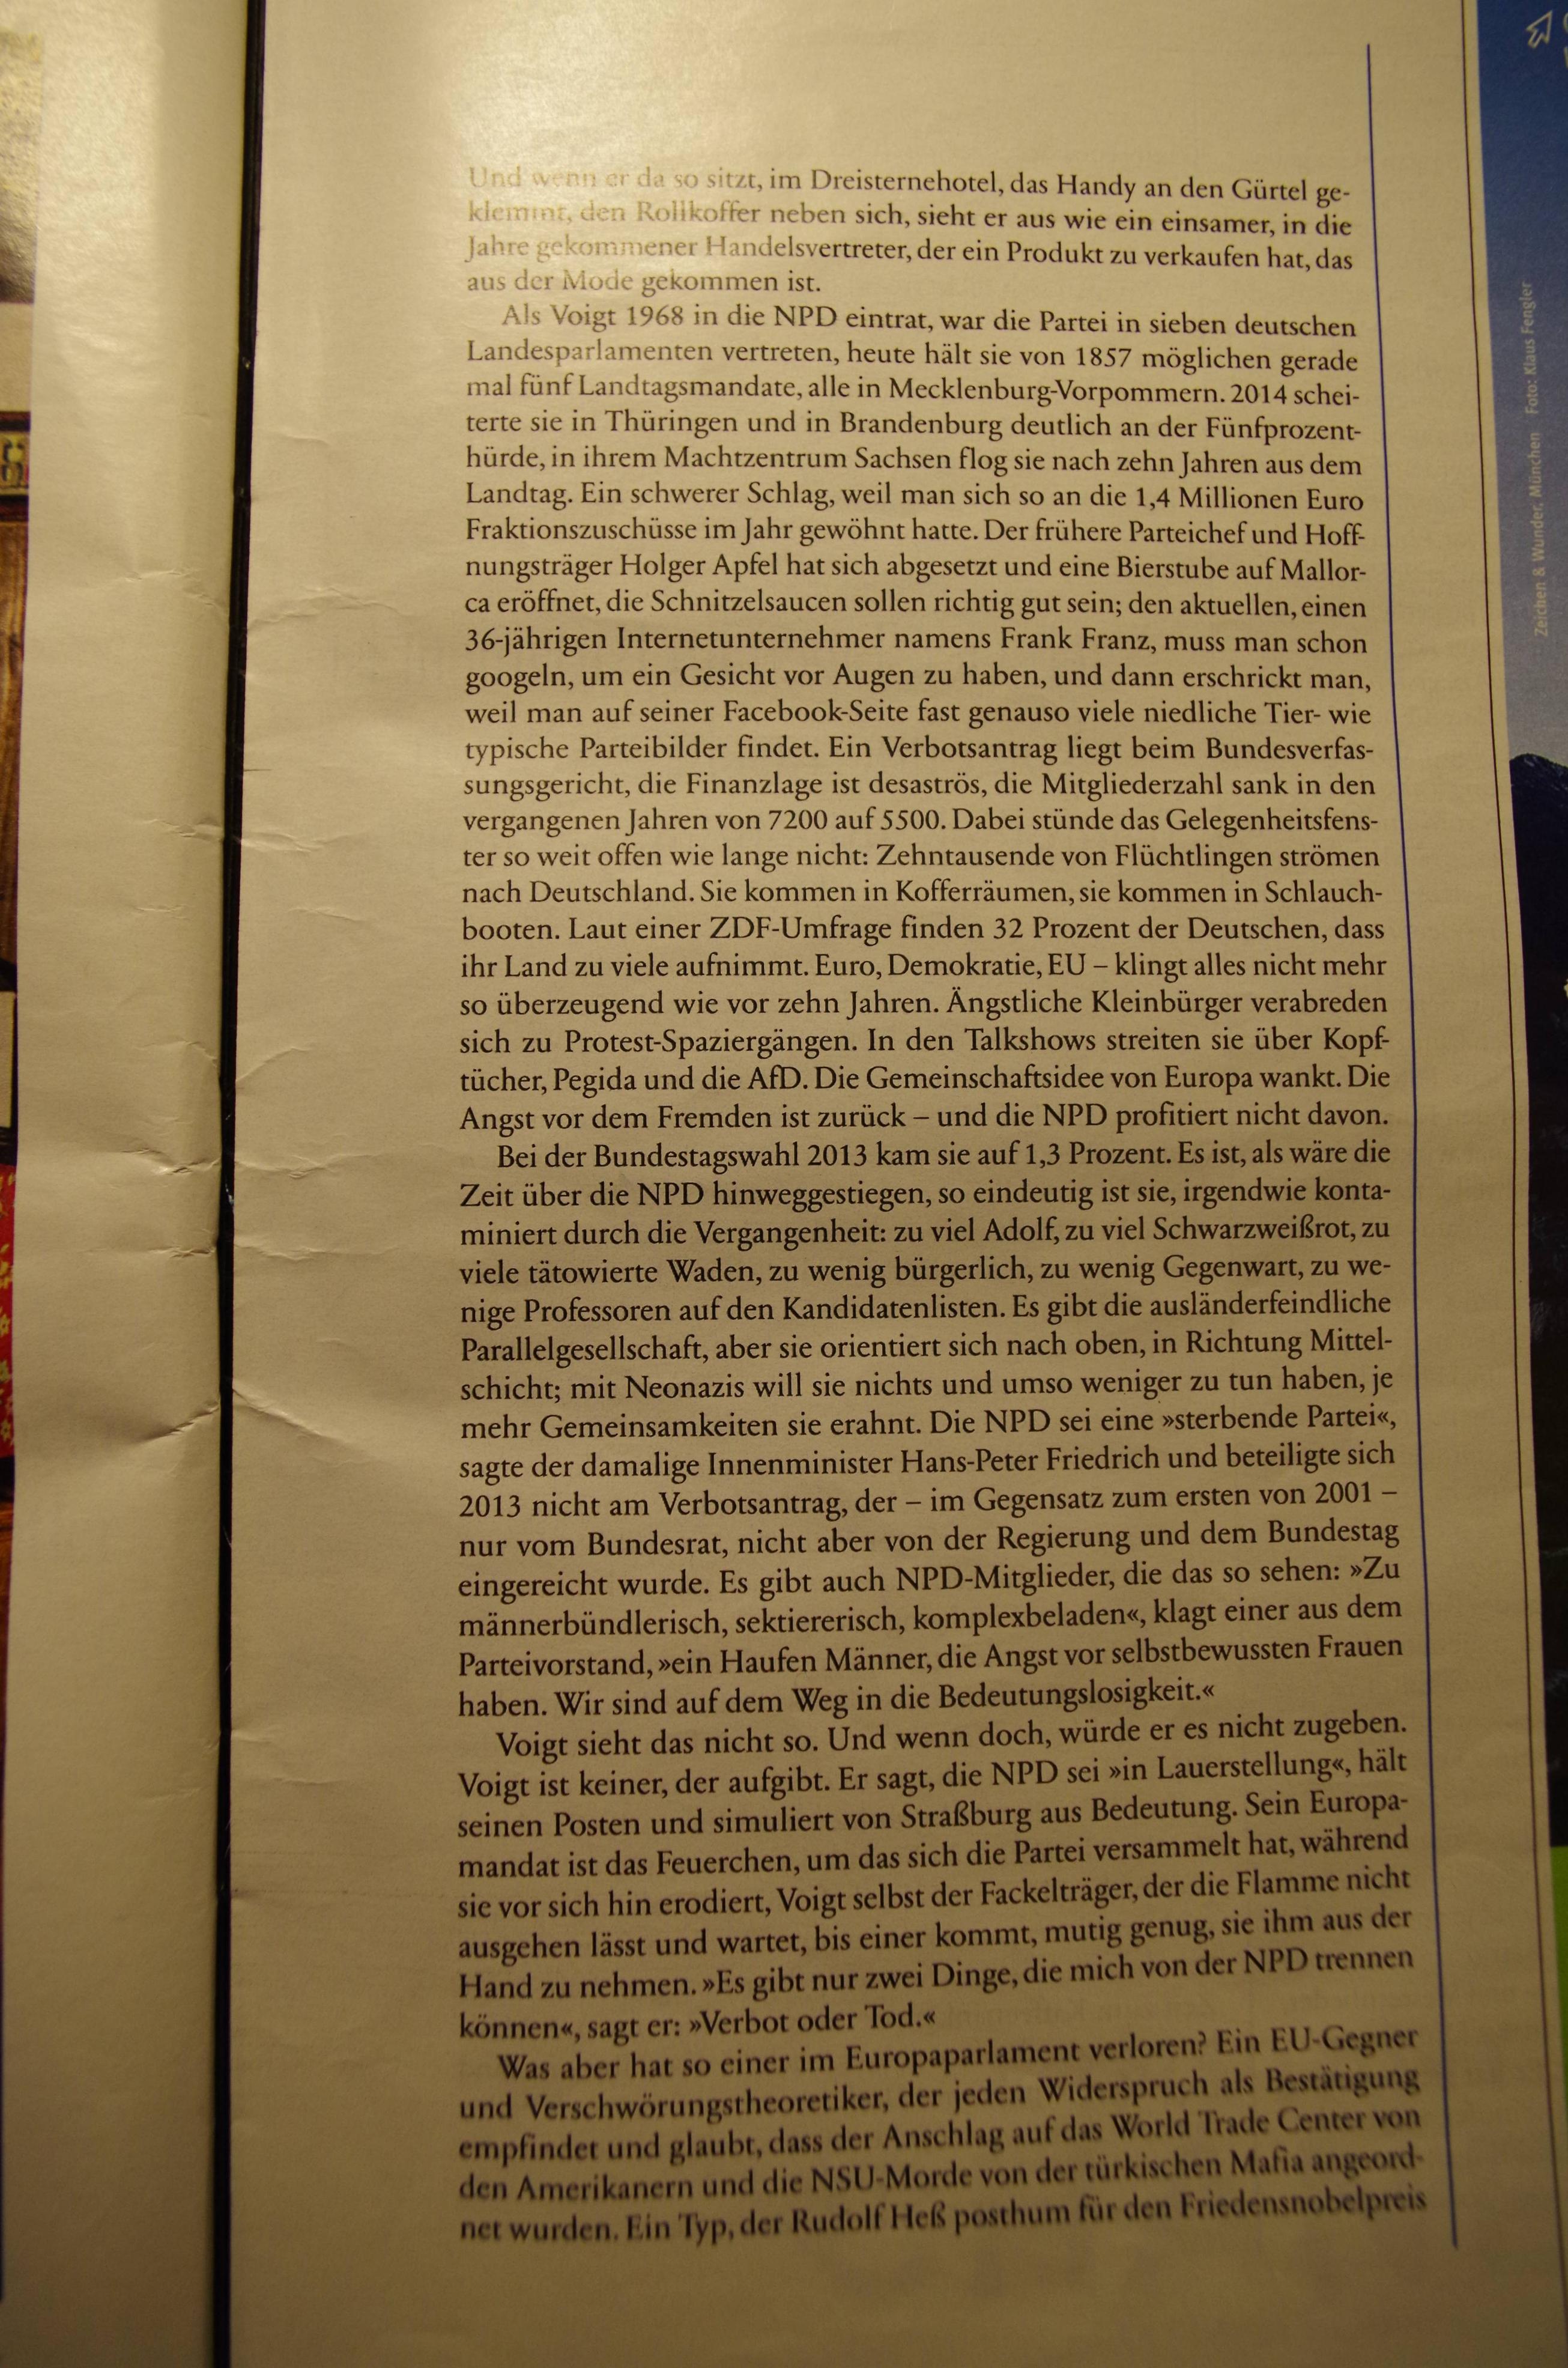 Und wenn er da so sitzt, im Dreisternehotel, das Handy an den Gürtel ge-
klemmt, den Rollkoffer neben sich, sieht er aus wie ein einsamer, in die
Jahre gekommener Handelsvertreter, der ein Produkt zu verkaufen hat, das
aus der Mode gekommen ist.
Als Voigt 1968 in die NPD eintrat, war die Partei in sieben deutschen
Landesparlamenten vertreten, heute hält sie von 1857 möglichen gerade
mal fünf Landtagsmandate, alle in Mecklenburg-Vorpommern. 2014 schei-
terte sie in Thüringen und in Brandenburg deutlich an der Fünfprozent-
hürde, in ihrem Machtzentrum Sachsen flog sie nach zehn Jahren aus dem
Landtag. Ein schwerer Schlag, weil man sich so an die 1,4 Millionen Euro
Fraktionszuschüsse im Jahr gewöhnt hatte. Der frühere Parteichef und Hoff-
nungsträger Holger Apfel hat sich abgesetzt und eine Bierstube auf Mallor-
ca eröffnet, die Schnitzelsaucen sollen richtig gut sein; den aktuellen, einen
36-jährigen Internetunternehmer namens Frank Franz, muss man schon
googeln, um ein Gesicht vor Augen zu haben, und dann erschrickt man,
weil man auf seiner Facebook-Seite fast genauso viele niedliche Tier- wie
typische Parteibilder findet. Ein Verbotsantrag liegt beim Bundesverfas-
sungsgericht, die Finanzlage ist desaströs, die Mitgliederzahl sank in den
vergangenen Jahren von 7200 auf 5500. Dabei stünde das Gelegenheitsfens-
ter so weit offen wie lange nicht: Zehntausende von Flüchtlingen strömen
nach Deutschland. Sie kommen in Kofferräumen, sie kommen in Schlauch-
booten. Laut einer ZDF-Umfrage finden 32 Prozent der Deutschen, dass
ihr Land zu viele aufnimmt. Euro, Demokratie, EU – klingt alles nicht mehr
so überzeugend wie vor zehn Jahren. Ängstliche Kleinbürger verabreden
sich zu Protest-Spaziergängen. In den Talkshows streiten sie über Kopf-
tücher, Pegida und die AfD. Die Gemeinschaftsidee von Europa wankt. Die
Angst vor dem Fremden ist zurück – und die NPD profitiert nicht davon.
Bei der Bundestagswahl 2013 kam sie auf 1,3 Prozent. Es ist, als wäre die
Zeit über die NPD hinweggestiegen, so eindeutig ist sie, irgendwie konta-
miniert durch die Vergangenheit: zu viel Adolf, zu viel Schwarzweißrot, zu
viele tätowierte Waden, zu wenig bürgerlich, zu wenig Gegenwart, zu we-
nige Professoren auf den Kandidatenlisten. Es gibt die ausländerfeindliche
Parallelgesellschaft, aber sie orientiert sich nach oben, in Richtung Mittel-
schicht; mit Neonazis will sie nichts und umso weniger zu tun haben, je
mehr Gemeinsamkeiten sie erahnt. Die NPD sei eine »sterbende Partei«,
sagte der damalige Innenminister Hans-Peter Friedrich und beteiligte sich
2013 nicht am Verbotsantrag, der – im Gegensatz zum ersten von 2001 –
nur vom Bundesrat, nicht aber von der Regierung und dem Bundestag
eingereicht wurde. Es gibt auch NPD-Mitglieder, die das so sehen: »Zu
männerbündlerisch, sektiererisch, komplexbeladen«, klagt einer aus dem
Parteivorstand, »ein Haufen Männer, die Angst vor selbstbewussten Frauen
haben. Wir sind auf dem Weg in die Bedeutungslosigkeit.«
Voigt sieht das nicht so. Und wenn doch, würde er es nicht zugeben.
Voigt ist keiner, der aufgibt. Er sagt, die NPD sei »in Lauerstellung«, hält
seinen Posten und simuliert von Straßburg aus Bedeutung. Sein Europa-
mandat ist das Feuerchen, um das sich die Partei versammelt hat, während
sie vor sich hin erodiert, Voigt selbst der Fackelträger, der die Flamme nicht
ausgehen lässt und wartet, bis einer kommt, mutig genug, sie ihm aus der
Hand zu nehmen. »Es gibt nur zwei Dinge, die mich von der NPD trennen
können«, sagt er: »Verbot oder Tod.«
Was aber hat so einer im Europaparlament verloren? Ein EU-Gegner
und Verschwörungstheoretiker, der jeden Widerspruch als Bestätigung
empfindet und glaubt, dass der Anschlag auf das World Trade Center von
den Amerikanern und die NSU-Morde von der türkischen Mafia angeord-
net wurden. Ein Typ, der Rudolf Heß posthum für den Friedensnobelpreis
Zeichen & Wunder, München Foto: Klaus Fengler